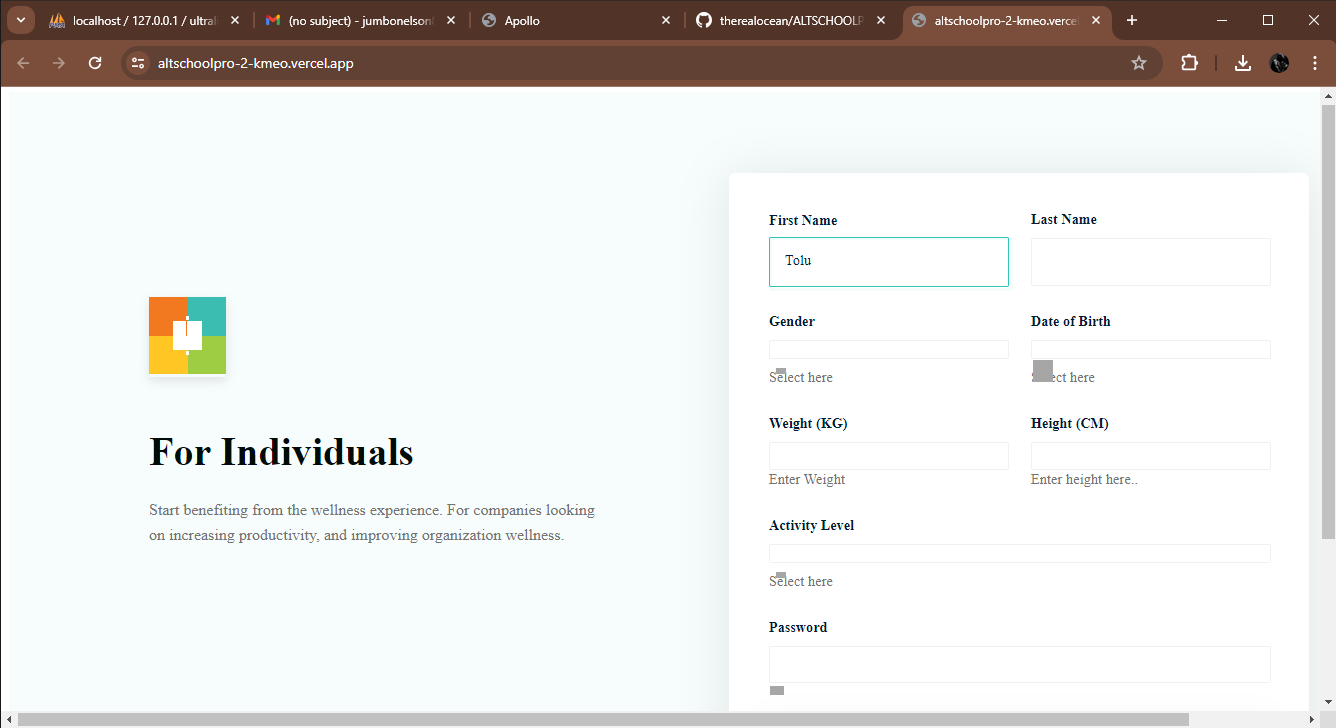 localhost / 127.0.0.1 / ultral
(no subject) - jumbonelson
Apollo
therealocean/ALTSCHOOLP
altschoolpro-2-kmeo.verce
altschoolpro-2-kmeo.vercel.app
First Name
Last Name
Tolu
Gender
Date of Birth
Select here
Select here
Weight (KG)
Height (CM)
Enter Weight
Enter height here..
For Individuals
Start benefiting from the wellness experience. For companies looking
on increasing productivity, and improving organization wellness.
Activity Level
Select here
Password